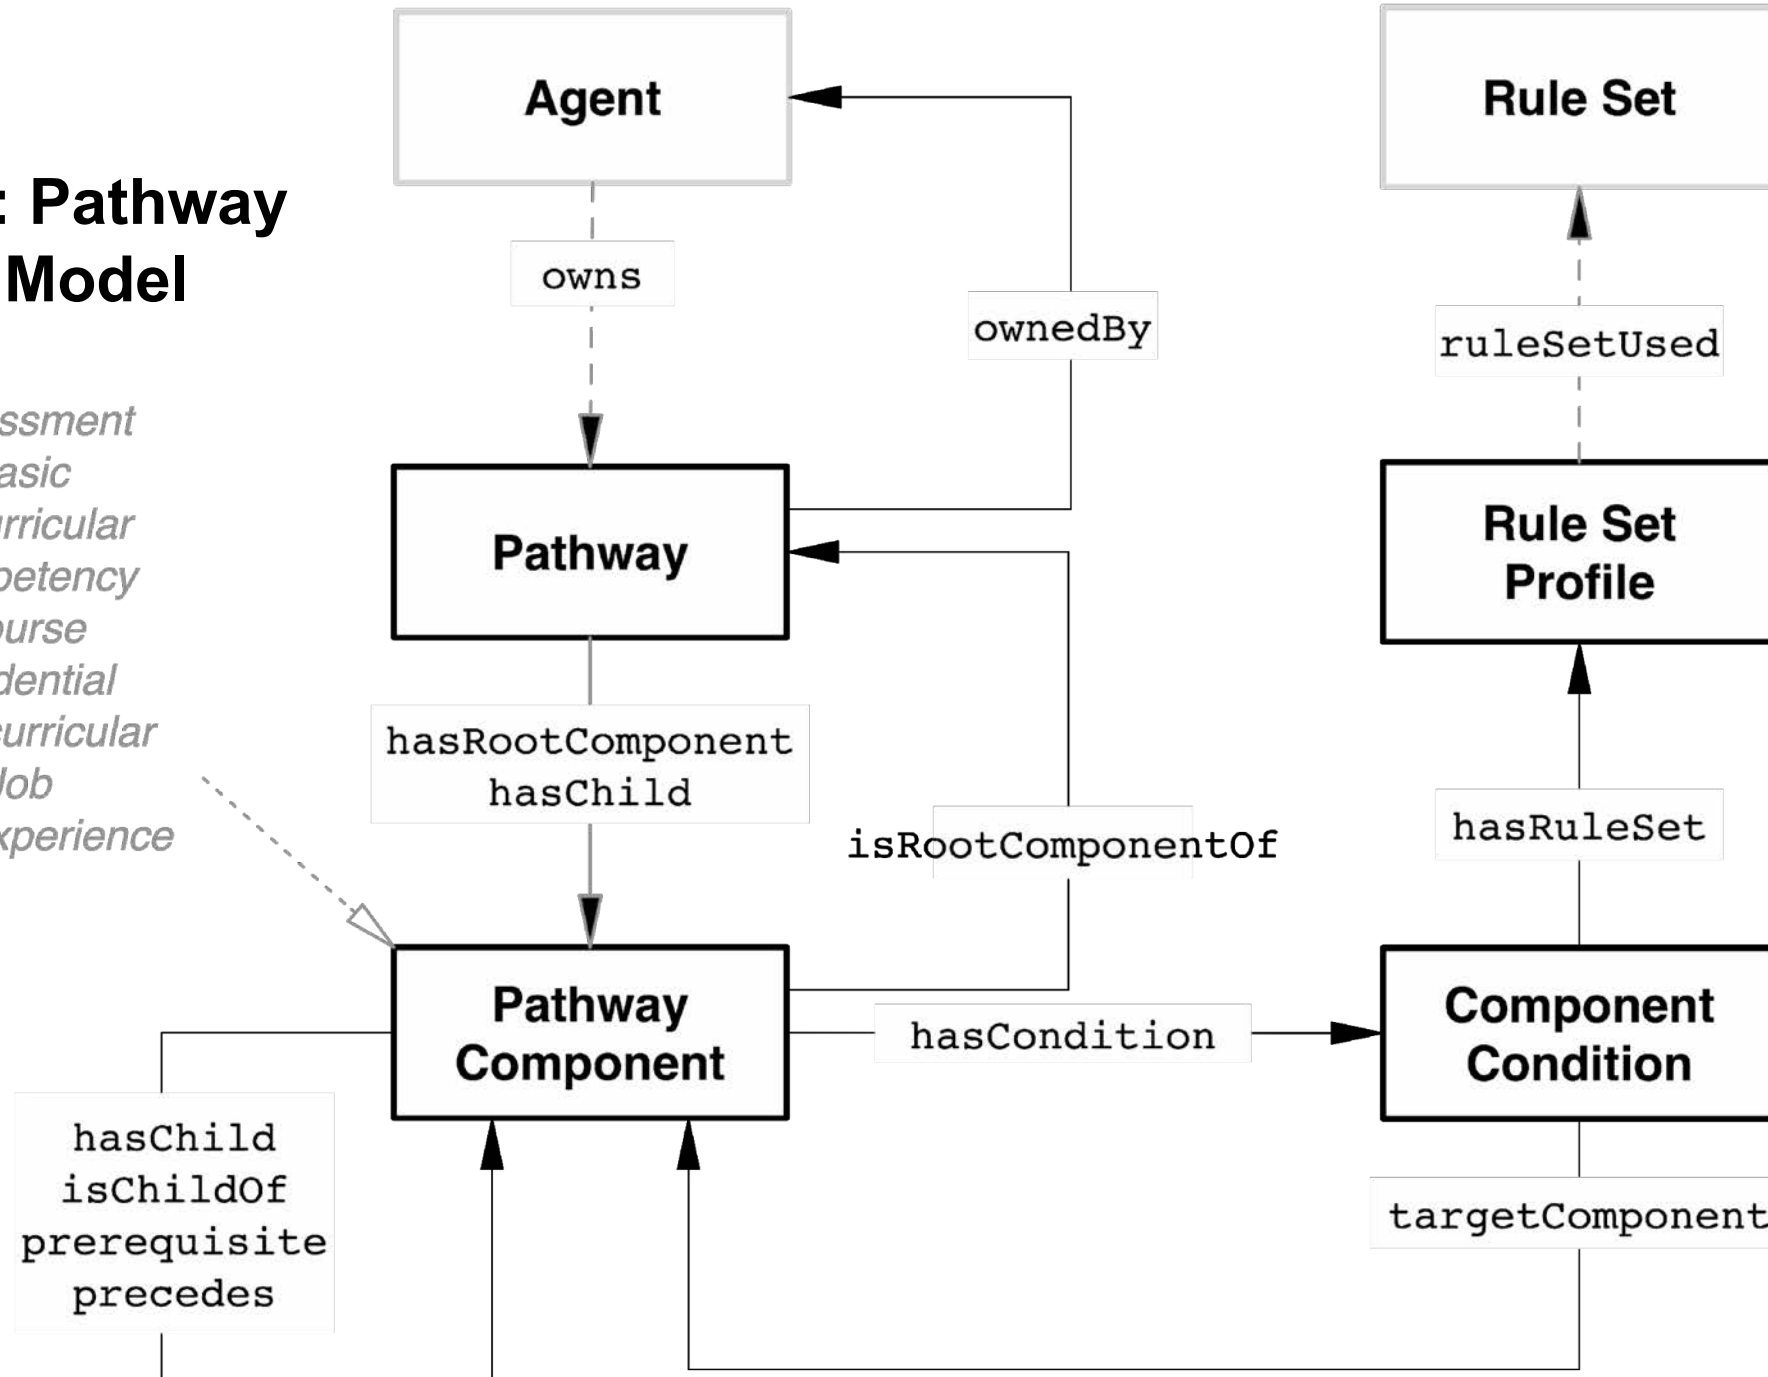 : Pathway
Model
Agent
owns
ownedBy
Pathway
hasRootComponent
hasChild
isRootComponentOf
Pathway
Component
hasCondition
hasChild
isChildOf
prerequisite
precedes
Rule Set
ruleSetUsed
Rule Set
Profile
hasRuleSet
Component
Condition
targetComponent
Job